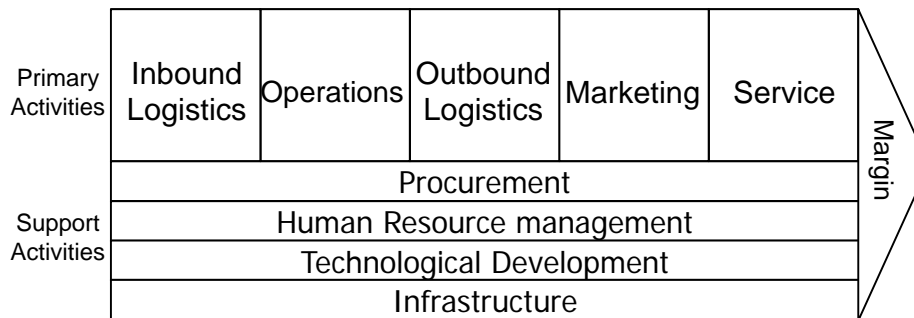 Primary
Activities
Inbound
Logistics
Operations
Outbound
Logistics
Marketing
Service
Margin
Support
Activities
Procurement
Human Resource management
Technological Development
Infrastructure